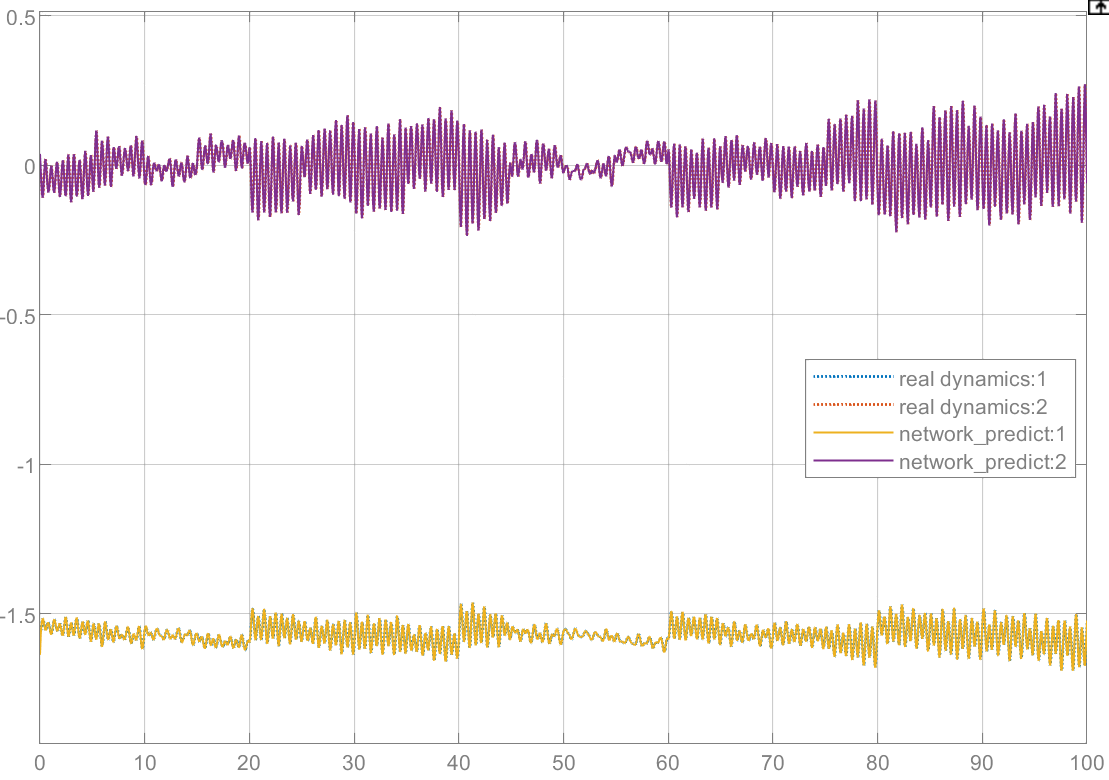 0.5
0
-0.5
-1
-1.5
real dynamics:1
real dynamics:2
network_predict:1
network_predict:2
0 10 20 30 40 50 60 70 80 90 100